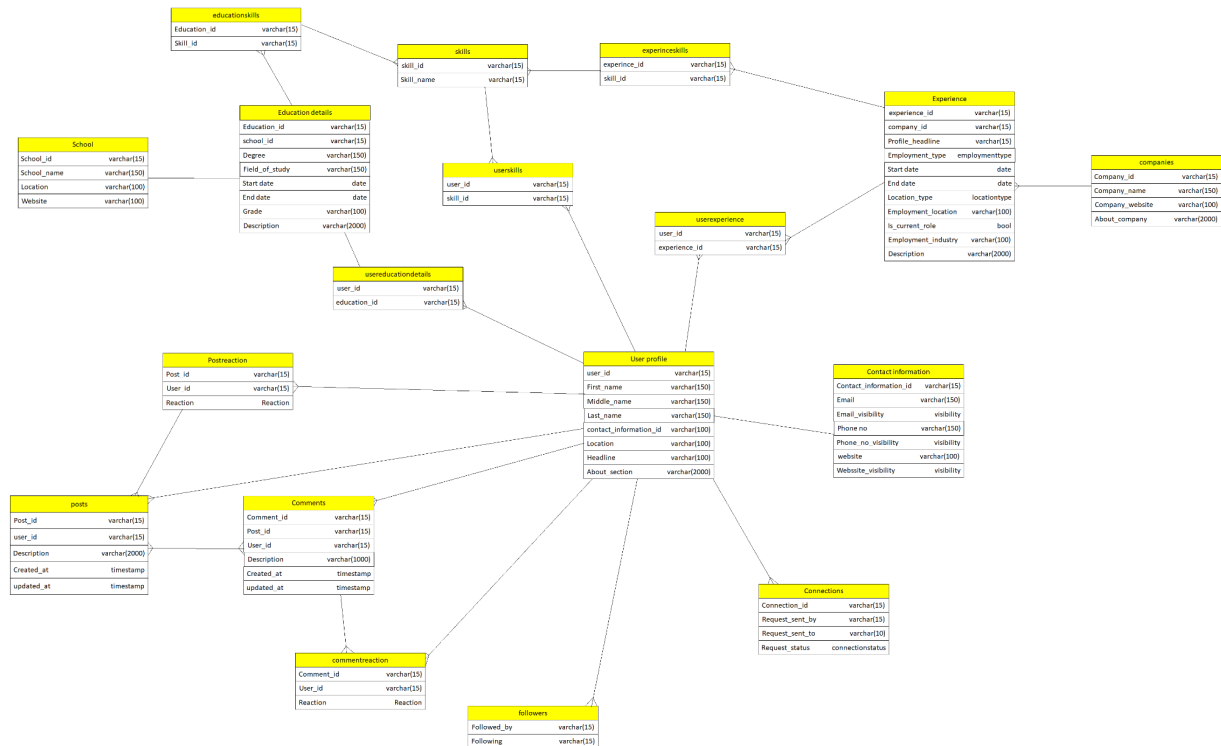 educationskills
Education_id varchar(15)
Skill_id varchar(15)
skills
skill_id varchar(15)
Skill_name varchar(15)
experinceskills
experince_id varchar(15)
skill_id varchar(15)
Experience
experience_id varchar(15)
company_id varchar(15)
Profile_headline varchar(15)
Employment_type employmenttype
Start date date
End date date
Location_type locationtype
Employment_location varchar(100)
Is_current_role bool
Employment_industry varchar(100)
Description varchar(2000)
Education details
Education_id varchar(15)
school_id varchar(15)
Degree varchar(150)
Field_of_study varchar(150)
Start date date
End date date
Grade varchar(100)
Description varchar(2000)
School
School_id varchar(15)
School_name varchar(150)
Location varchar(100)
Website varchar(100)
companies
Company_id varchar(15)
Company_name varchar(150)
Company_website varchar(100)
About_company varchar(2000)
userskills
user_id varchar(15)
skill_id varchar(15)
userexperience
user_id varchar(15)
experience_id varchar(15)
usereducationdetails
user_id varchar(15)
education_id varchar(15)
Postreaction
Post_id varchar(15)
User_id varchar(15)
Reaction Reaction
User profile
user_id varchar(15)
First_name varchar(150)
Middle_name varchar(150)
Last_name varchar(150)
contact_information_id varchar(100)
Location varchar(100)
Headline varchar(100)
About_section varchar(2000)
Contact information
Contact_information_id varchar(15)
Email varchar(150)
Email_visibility visibility
Phone no varchar(150)
Phone_no_visibility visibility
website varchar(100)
Webssite_visibility visibility
posts
Post_id varchar(15)
user_id varchar(15)
Description varchar(2000)
Created_at timestamp
updated_at timestamp
Comments
Comment_id varchar(15)
Post_id varchar(15)
User_id varchar(15)
Description varchar(1000)
Created_at timestamp
updated_at timestamp
Connections
Connection_id varchar(15)
Request_sent_by varchar(15)
Request_sent_to varchar(10)
Request_status connectionstatus
commentreaction
Comment_id varchar(15)
User_id varchar(15)
Reaction Reaction
followers
Followed_by varchar(15)
Following varchar(15)